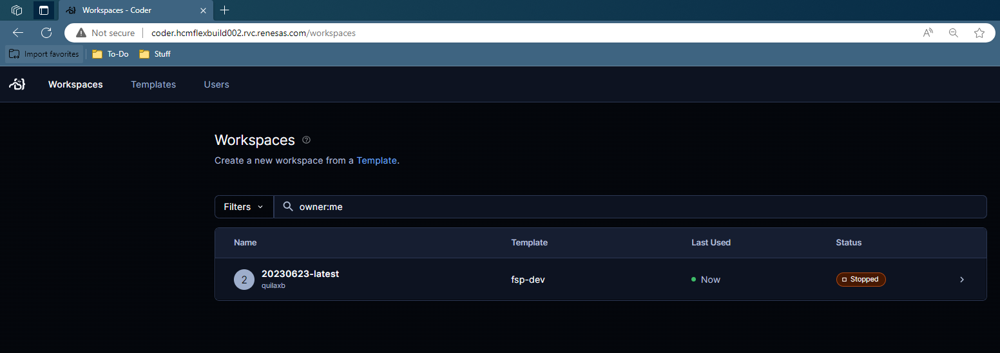 Workspaces - Coder
Not secure coder.hcmflexbuild002.rvc.renesas.com/workspaces
Import favorites To-Do Stuff
Workspaces Templates Users
Workspaces
Create a new workspace from a Template.
Filters owner:me
Name Template Last Used Status
2 20230623-latest fsp-dev Now Stopped
quilaxb